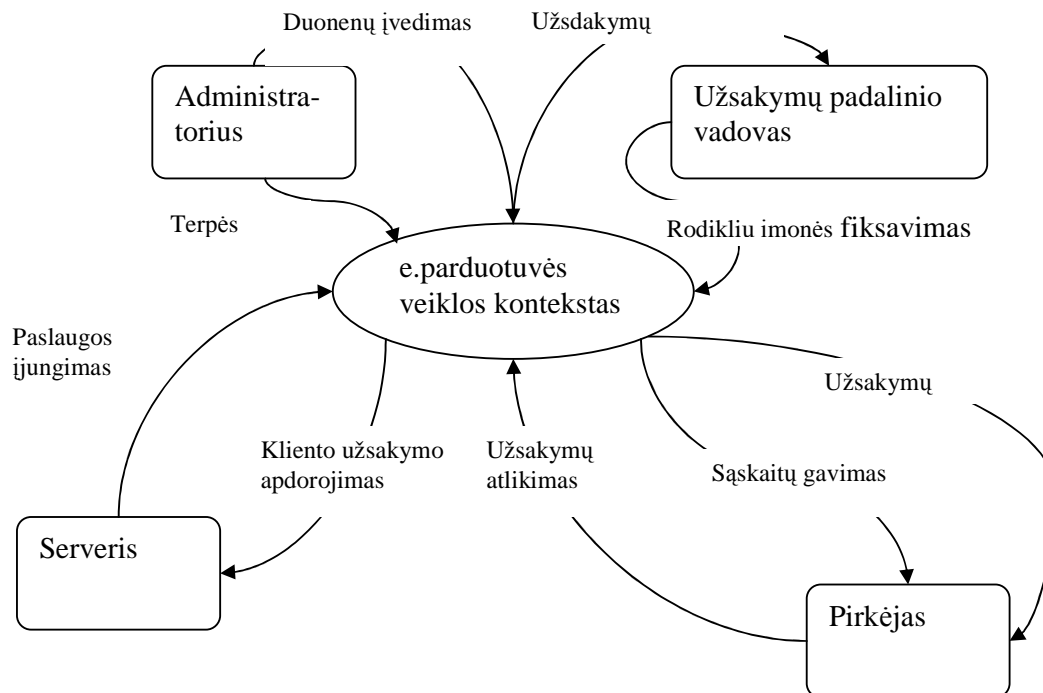 Duonenų įvedimas
Užsdakymų
Administra-
torius
Užsakymų padalinio
vadovas
Terpės
Rodikliu imonės fiksavimas
e.parduotuvės
veiklos kontekstas
Paslaugos
įjungimas
Užsakymų
Kliento užsakymo
apdorojimas
Užsakymų
atlikimas
Sąskaitų gavimas
Serveris
Pirkėjas